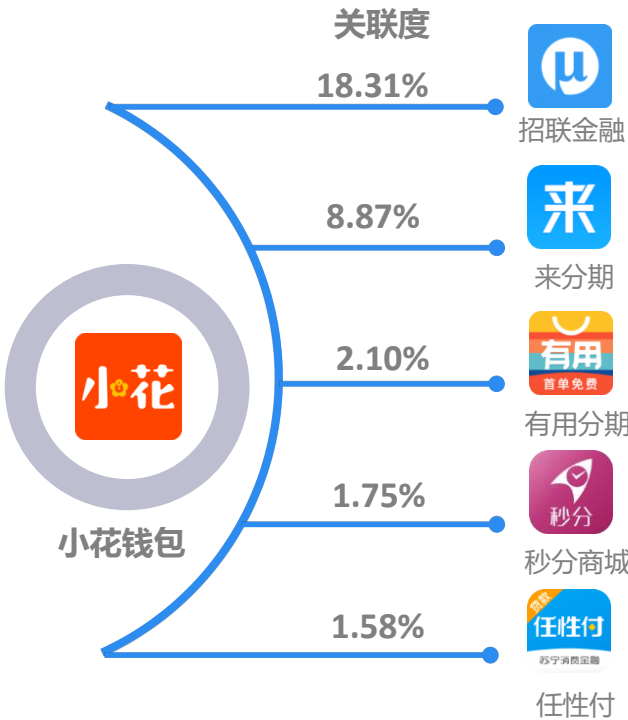 关联度
18.31%
μ
招联金融
8.87%
来
来分期
2.10%
有用
首单免费
有用分期
小花
小花钱包
1.75%
秒分
秒分商城
1.58%
贷款
任性付
苏宁消费金融
任性付